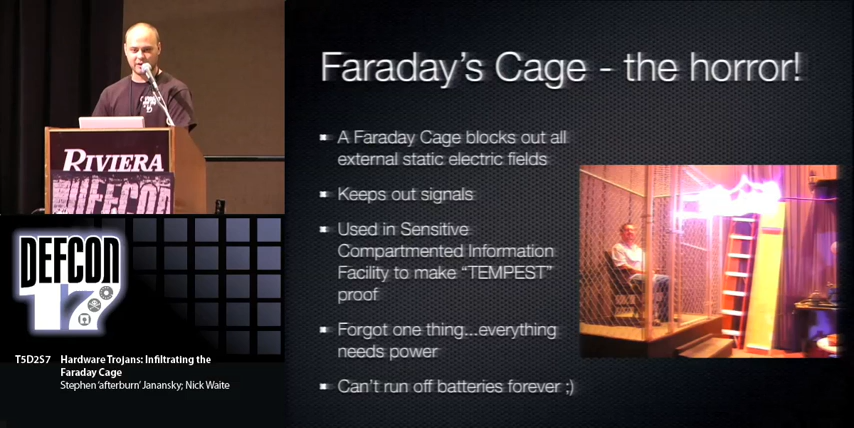 Faraday's Cage - the horror!
A Faraday Cage blocks out all
external static electric fields
Keeps out signals
Used in Sensitive
Compartmented Information
Facility to make "TEMPEST"
proof
Forgot one thing...everything
needs power
Can't run off batteries forever ;)
RIVIERA
DEFCON
DEFCON
17
T5D2S7 Hardware Trojans: Infiltrating the
Faraday Cage
Stephen 'afterburn' Janansky; Nick Waite